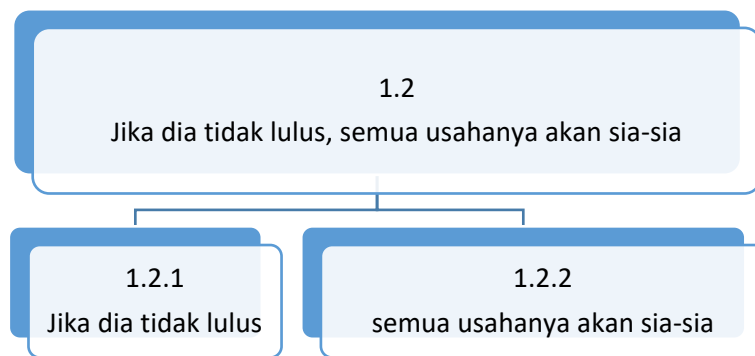 1.2
Jika dia tidak lulus, semua usahanya akan sia-sia
1.2.1
Jika dia tidak lulus
1.2.2
semua usahanya akan sia-sia